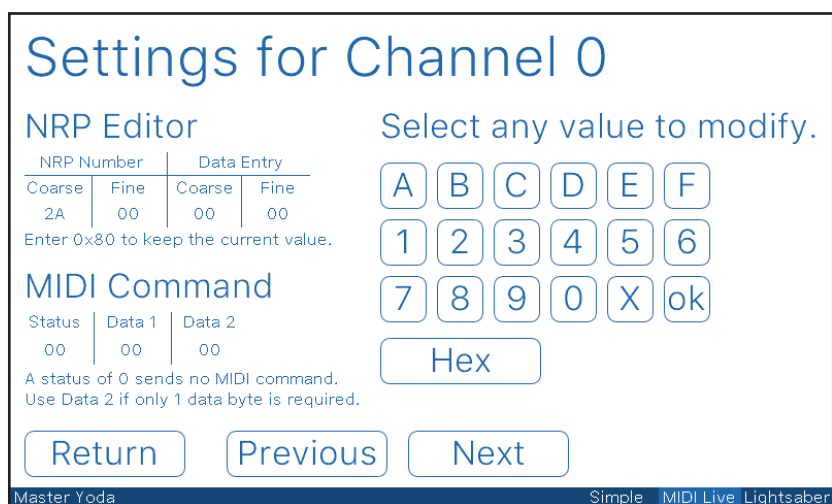 Settings for Channel 0
NRP Editor
NRP Number Data Entry
Coarse Fine Coarse Fine
2A 00 00 00
Enter 0x80 to keep the current value.
MIDI Command
Status Data 1 Data 2
00 00 00
A status of 0 sends no MIDI command.
Use Data 2 if only 1 data byte is required.
Select any value to modify.
A B C D E F
1 2 3 4 5 6
7 8 9 0 X ok
Hex
Return Previous Next
Master Yoda Simple MIDI Live Lightsaber